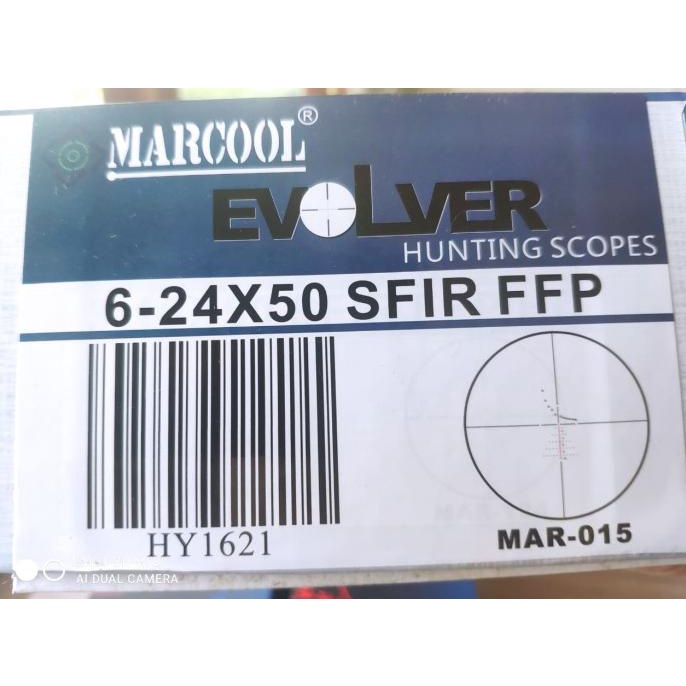 MARCOOL®
EVOLVER
HUNTING SCOPES
6-24X50 SFIR FFP
HY1621
MAR-015
AI DUAL CAMERA